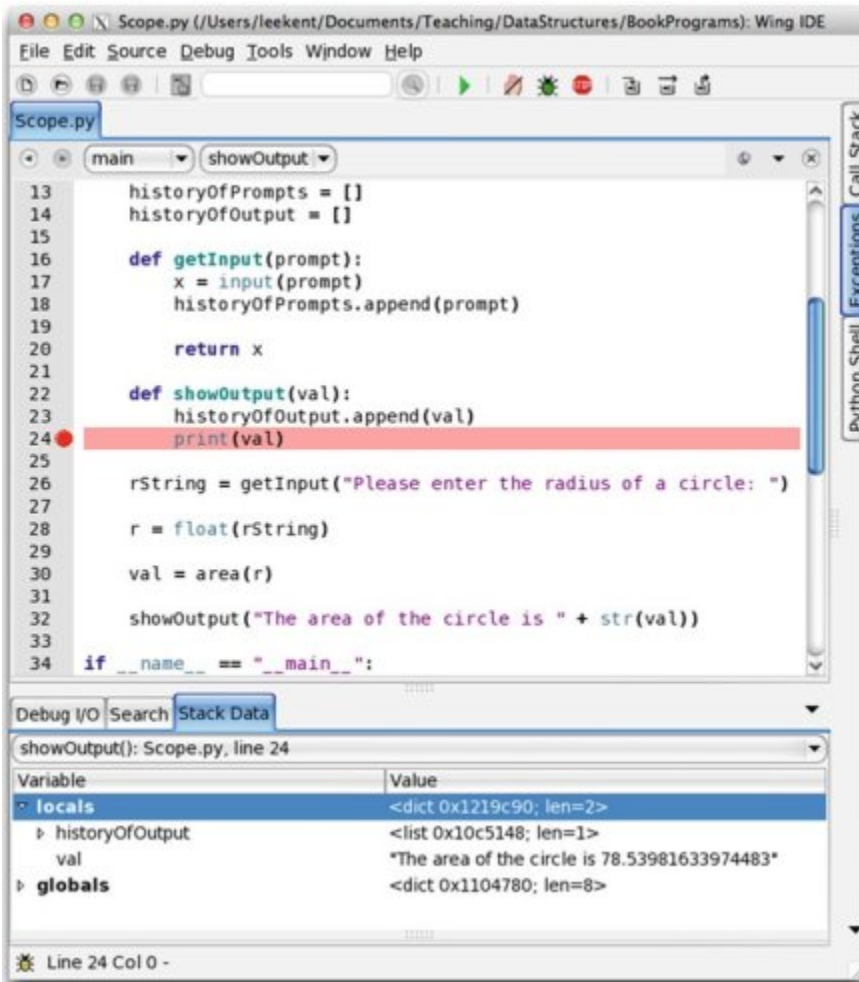 Scope.py (/Users/leekent/Documents/Teaching/DataStructures/BookPrograms): Wing IDE
File Edit Source Debug Tools Window Help
Scope.py
main showOutput
13 historyOfPrompts = []
14 historyOfOutput = []
15
16 def getInput(prompt):
17 x = input(prompt)
18 historyOfPrompts.append(prompt)
19
20 return x
21
22 def showOutput(val):
23 historyOfOutput.append(val)
24 print(val)
25
26 rString = getInput("Please enter the radius of a circle: ")
27
28 r = float(rString)
29
30 val = area(r)
31
32 showOutput("The area of the circle is " + str(val))
33
34 if __name__ == "__main__":
Call Stack
Exceptions
Python Shell
Debug I/O Search Stack Data
showOutput(): Scope.py, line 24
Variable Value
locals <dict 0x1219c90; len=2>
historyOfOutput <list 0x10c5148; len=1>
val "The area of the circle is 78.53981633974483"
globals <dict 0x1104780; len=8>
Line 24 Col 0 -